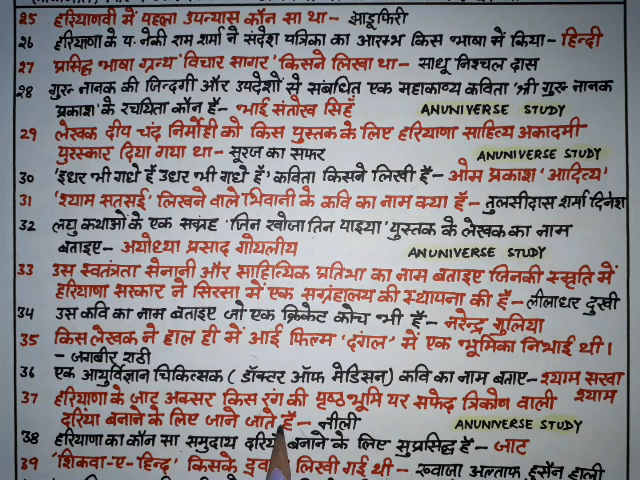 25 हरियाणवी में पहला उपन्यास कौन सा था- झाडूफिरी
26 हरियाणा के प. नेकी राम शर्मा ने संदेश पत्रिका का आरम्भ किस भाषा में किया- हिन्दी
27 प्रसिद्ध भाषा ग्रन्थ 'विचार सागर' किसने लिखा था- साधू निश्चल दास
28 गुरु नानक की जिन्दगी और उपदेशों से संबधित एक महाकाव्य कविता 'श्री गुरु नानक
प्रकाश' के रचयिता कौन है- भाई संतोख सिंह ANUNIVERSE STUDY
29 लेखक दीप चंद निर्मोही को किस पुस्तक के लिए हरियाणा साहित्य अकादमी
पुरस्कार दिया गया था- सूरज का सफर ANUNIVERSE STUDY
30 'इधर भी गधे हैं उधर भी गधे हैं' कविता किसने लिखी हैं- ओम प्रकाश 'आदित्य'
31 'श्याम सतसई' लिखने वाले भिवानी के कवि का नाम क्या है- तुलसीदास शर्मा दिनेश
32 लघु कथाओं के एक सग्रंह 'जिन खोजा तिन पाइया' पुस्तक के लेखक का नाम
बताइए- अयोध्या प्रसाद गोयलीय ANUNIVERSE STUDY
33 उस स्वतंत्रता सेनानी और साहित्यिक प्रतिभा का नाम बताइए जिनकी स्मृति में
हरियाणा सरकार ने सिरसा में एक सग्रंहालय की स्थापना की है- लीलाधर दुखी
34 उस कवि का नाम बताइए जो एक क्रिकेट कोच भी हैं- नरेन्द्र गुलिया
35 किस लेखक ने हाल ही में आई फिल्म 'दंगल' में एक भूमिका निभाई थी।
- जगबीर राठी
36 एक आयुर्विज्ञान चिकित्सक (डॉक्टर ऑफ मेडिसन) कवि का नाम बताए- श्याम सखा
श्याम
37 हरियाणा के जाट अक्सर किस रंग की पृष्ठभूमि पर सफेद त्रिकोण वाली
दरियां बनाने के लिए जाने जाते हैं- नीली ANUNIVERSE STUDY
38 हरियाणा का कौन सा समुदाय बनाने के लिए सुप्रसिद्ध है- जाट
39 'शिकवा-ए-हिन्द' किसके लिखी गई थी- ख्वाजा अल्ताफ हुसैन हाली